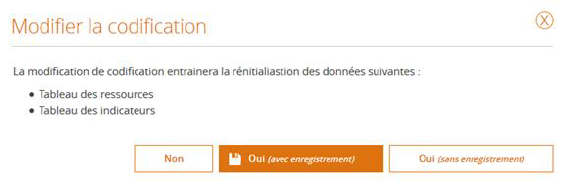 Modifier la codification
La modification de codification entrainera la rénitialiastion des données suivantes :
• Tableau des ressources
• Tableau des indicateurs
Non
Oui (avec enregistrement)
Oui (sans enregistrement)